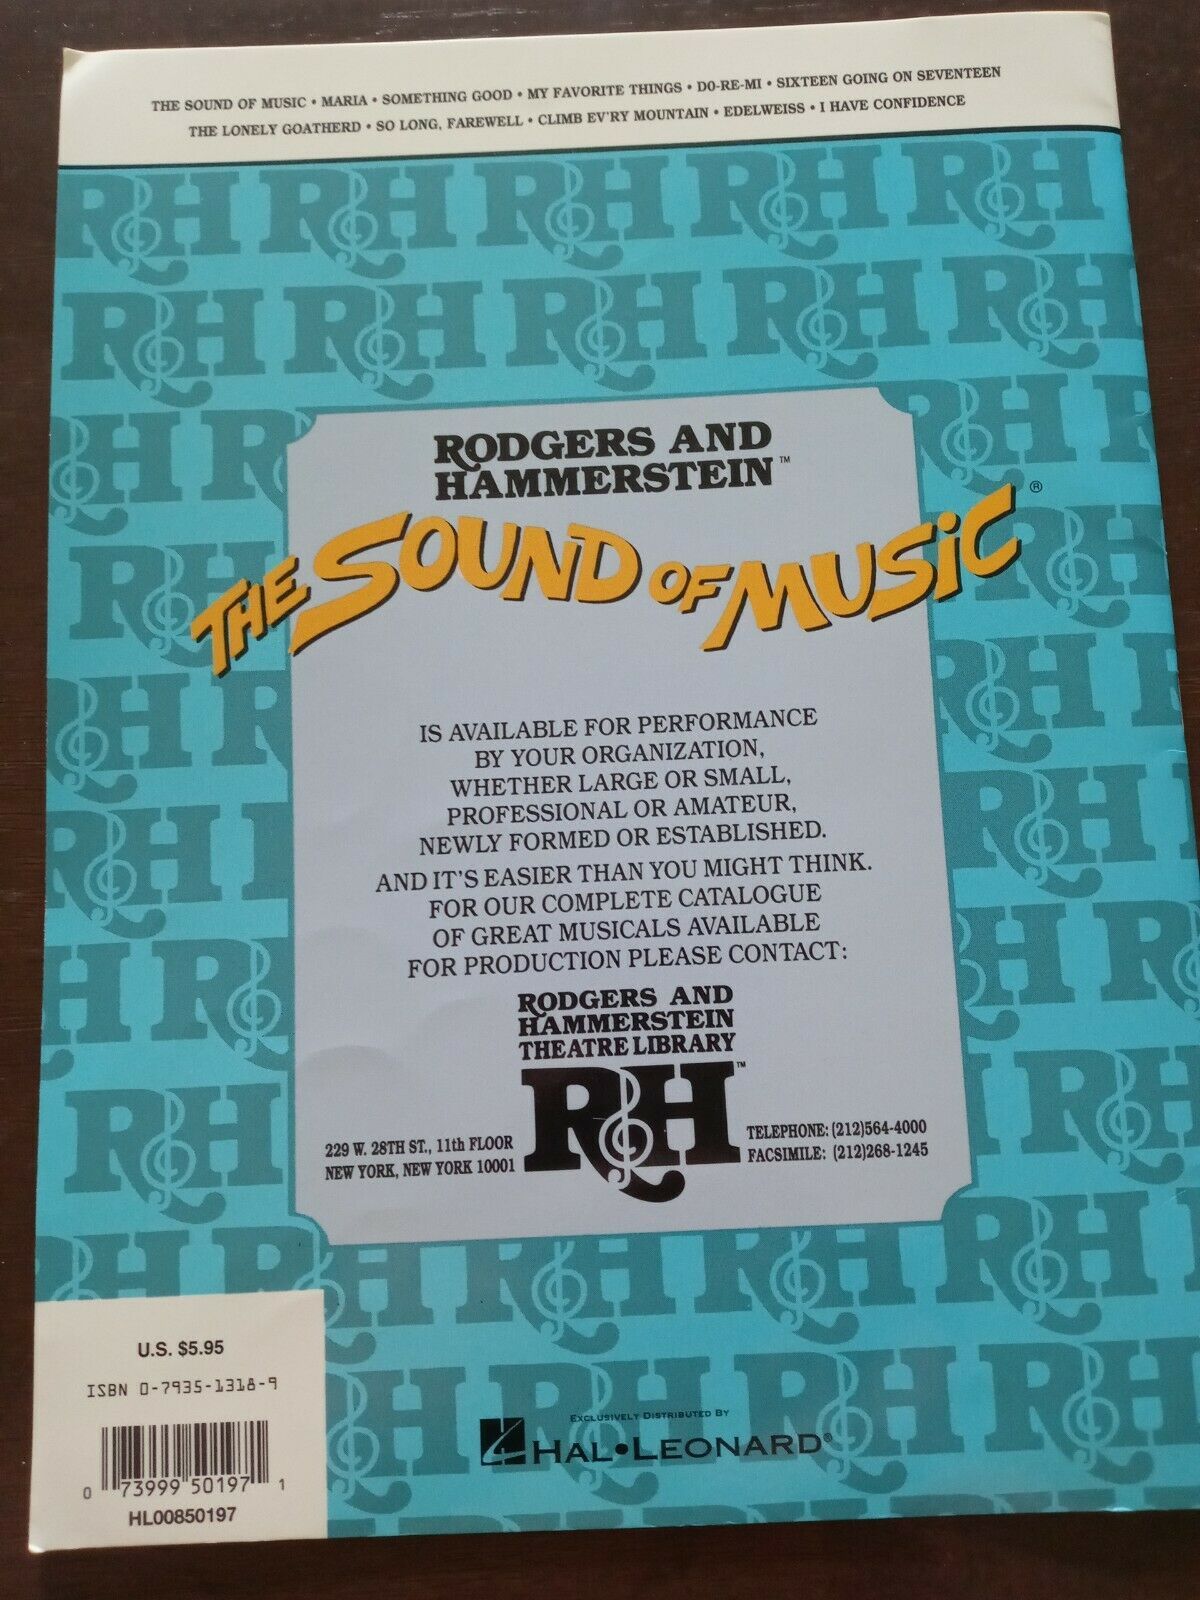 THE SOUND OF MUSIC • MARIA • SOMETHING GOOD • MY FAVORITE THINGS • DO-RE-MI • SIXTEEN GOING ON SEVENTEEN
THE LONELY GOATHERD • SO LONG, FAREWELL • CLIMB EV'RY MOUNTAIN • EDELWEISS • I HAVE CONFIDENCE
RODGERS AND
HAMMERSTEIN™
THE SOUND OF MUSIC®
IS AVAILABLE FOR PERFORMANCE
BY YOUR ORGANIZATION,
WHETHER LARGE OR SMALL,
PROFESSIONAL OR AMATEUR,
NEWLY FORMED OR ESTABLISHED.
AND IT'S EASIER THAN YOU MIGHT THINK.
FOR OUR COMPLETE CATALOGUE
OF GREAT MUSICALS AVAILABLE
FOR PRODUCTION PLEASE CONTACT:
RODGERS AND
HAMMERSTEIN
THEATRE LIBRARY
RH™
229 W. 28TH ST., 11th FLOOR
NEW YORK, NEW YORK 10001
TELEPHONE: (212)564-4000
FACSIMILE: (212)268-1245
U.S. $5.95
ISBN 0-7935-1318-9
0 73999 50197 1
HL00850197
EXCLUSIVELY DISTRIBUTED BY
HAL•LEONARD®